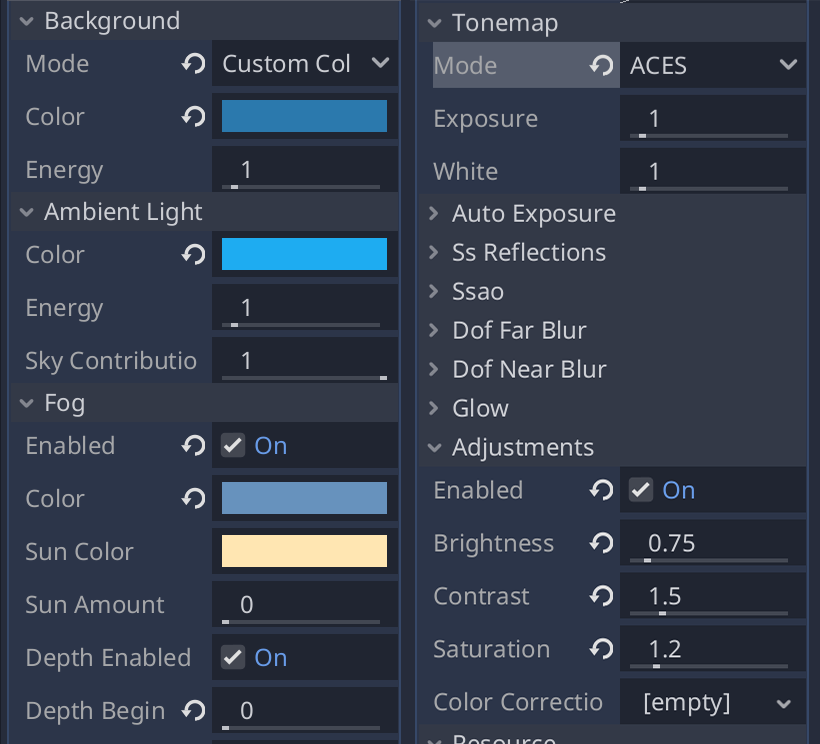 Background
Mode Custom Col
Color
Energy 1
Ambient Light
Color
Energy 1
Sky Contributio 1
Fog
Enabled On
Color
Sun Color
Sun Amount 0
Depth Enabled On
Depth Begin 0
Tonemap
Mode ACES
Exposure 1
White 1
Auto Exposure
Ss Reflections
Ssao
Dof Far Blur
Dof Near Blur
Glow
Adjustments
Enabled On
Brightness 0.75
Contrast 1.5
Saturation 1.2
Color Correctio [empty]
Resource